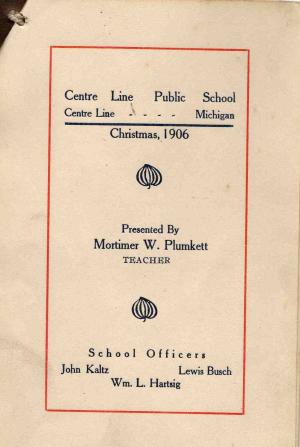 Centre Line Public School
Centre Line - - - - Michigan
Christmas, 1906
Presented By
Mortimer W. Plumkett
TEACHER
School Officers
John Kaltz Lewis Busch
Wm. L. Hartsig